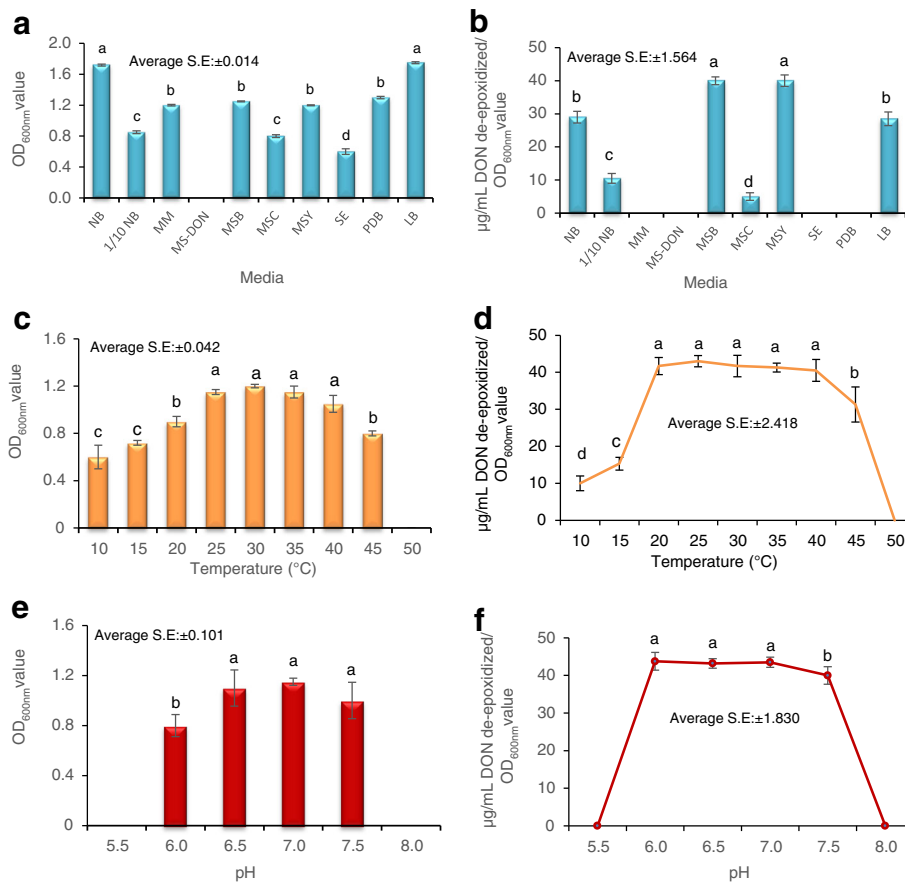 a
Average S.E:±0.014
OD600nm value
2.0
1.6
1.2
0.8
0.4
0.0
a
c
b
b
c
b
d
b
a
NB
1/10 NB
MM
MS-DON
MSB
MSC
MSY
SE
PDB
LB
Media
b
Average S.E:±1.564
µg/mL DON de-epoxidized/
OD600nm value
50
40
30
20
10
0
b
c
a
d
a
b
NB
1/10 NB
MM
MS-DON
MSB
MSC
MSY
SE
PDB
LB
Media
c
Average S.E:±0.042
OD600nm value
1.6
1.2
0.8
0.4
0
c
c
b
a
a
a
a
b
10 15 20 25 30 35 40 45 50
Temperature (°C)
d
Average S.E:±2.418
µg/mL DON de-epoxidized/
OD600nm value
50
40
30
20
10
0
d
c
a
a
a
a
a
b
10 15 20 25 30 35 40 45 50
Temperature (°C)
e
Average S.E:±0.101
OD600nm value
1.6
1.2
0.8
0.4
0
b
a
a
a
5.5 6.0 6.5 7.0 7.5 8.0
pH
f
Average S.E:±1.830
µg/mL DON de-epoxidized/
OD600nm value
50
40
30
20
10
0
a
a
a
b
5.5 6.0 6.5 7.0 7.5 8.0
pH